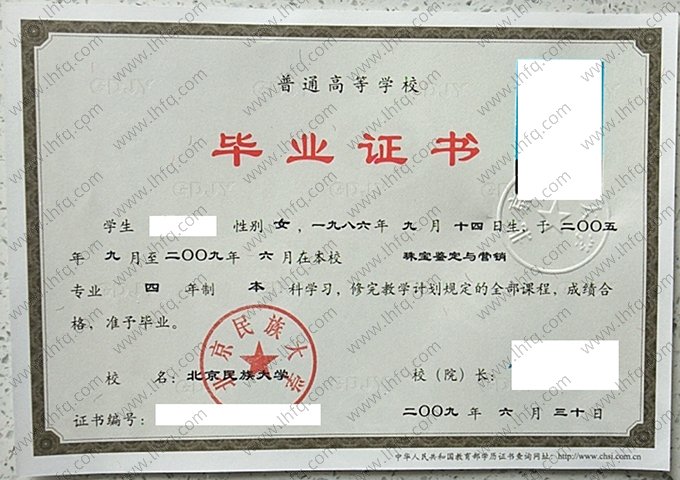 普通高等学校
毕业证书
学生 性别 女，一九八六年 九 月 十四日生，于 二〇〇五
年 九 月至 二〇〇九年 六 月在本校 珠宝鉴定与营销
专业 四 年制 本 科学习，修完教学计划规定的全部课程，成绩合
格，准予毕业。
北京民族大学
校 名：北京民族大学 校（院）长：
证书编号： 二〇〇九 年 六 月 三十日
中华人民共和国教育部学历证书查询网址：http://www.chsi.com.cn
www.lhfq.com